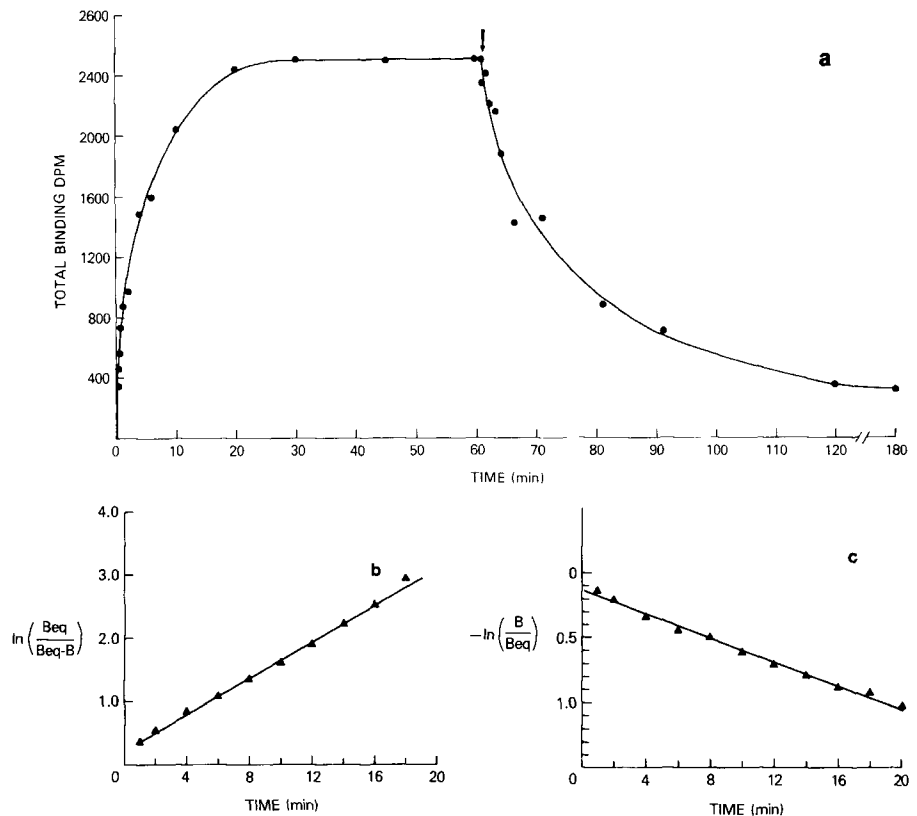 a
2600
2400
2000
1600
1200
800
400
TOTAL BINDING DPM
0 10 20 30 40 50 60 70 80 90 100 110 120 180
TIME (min)
b
4.0
3.0
2.0
1.0
ln (Beq / Beq-B)
0 4 8 12 16 20
TIME (min)
c
0
0.5
1.0
0
−ln (B / Beq)
4 8 12 16 20
TIME (min)